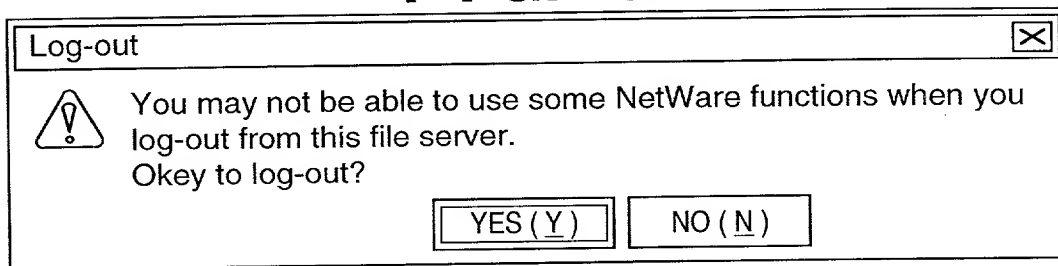 Log-out
You may not be able to use some NetWare functions when you
log-out from this file server.
Okey to log-out?
YES ( Y )
NO ( N )